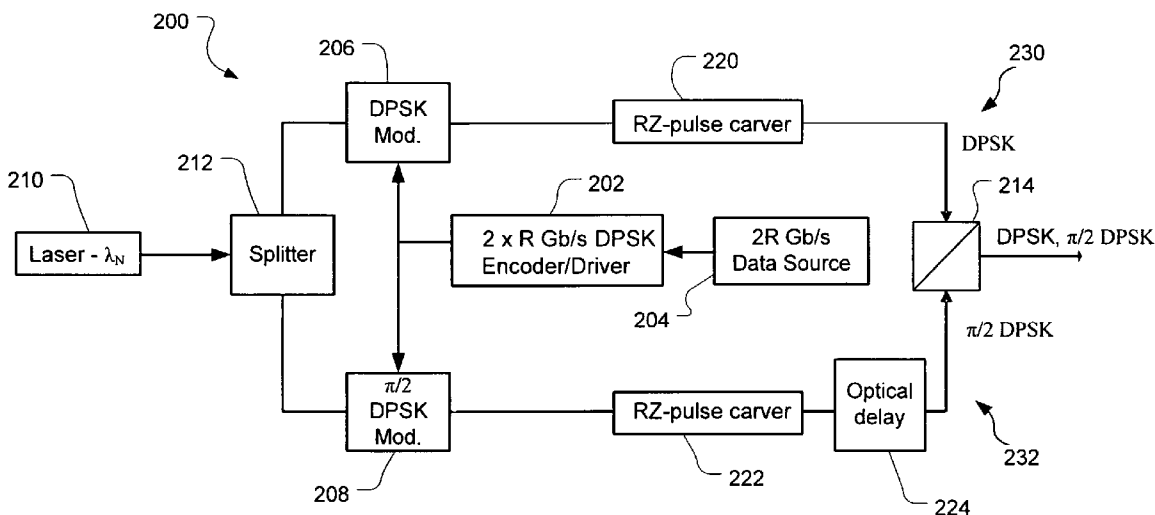 200
206
220
230
DPSK
Mod.
RZ-pulse carver
DPSK
212
210
202
214
Laser - λN
Splitter
2 x R Gb/s DPSK
Encoder/Driver
2R Gb/s
Data Source
DPSK, π/2 DPSK
204
π/2 DPSK
π/2
DPSK
Mod.
RZ-pulse carver
Optical
delay
208
222
224
232